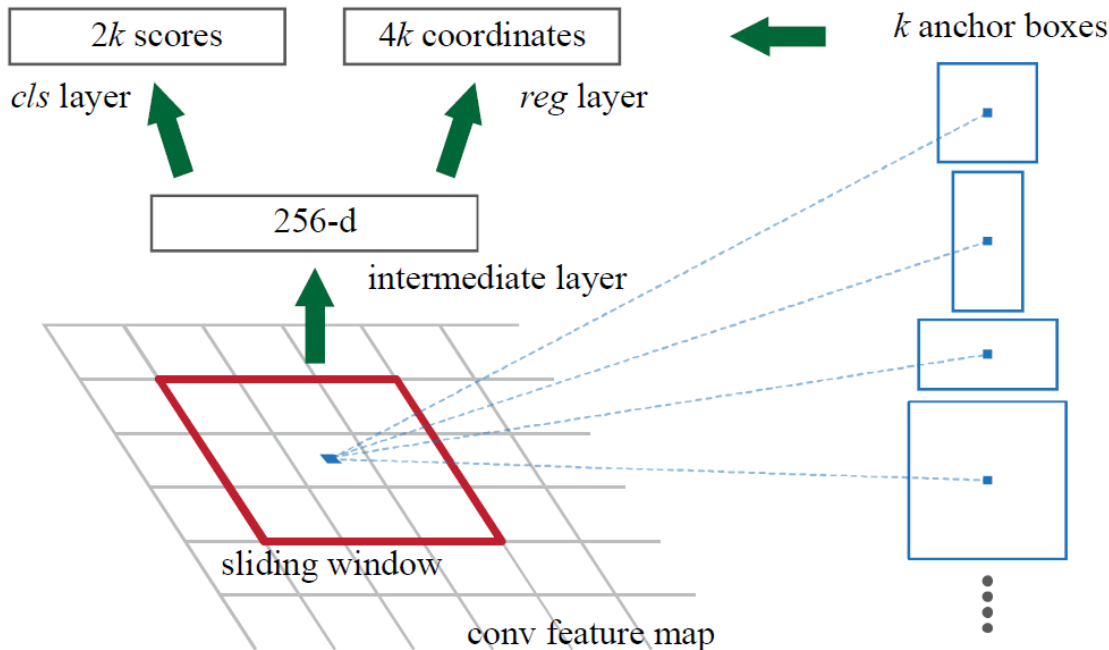 2k scores
4k coordinates
k anchor boxes
cls layer
reg layer
256-d
intermediate layer
sliding window
conv feature map